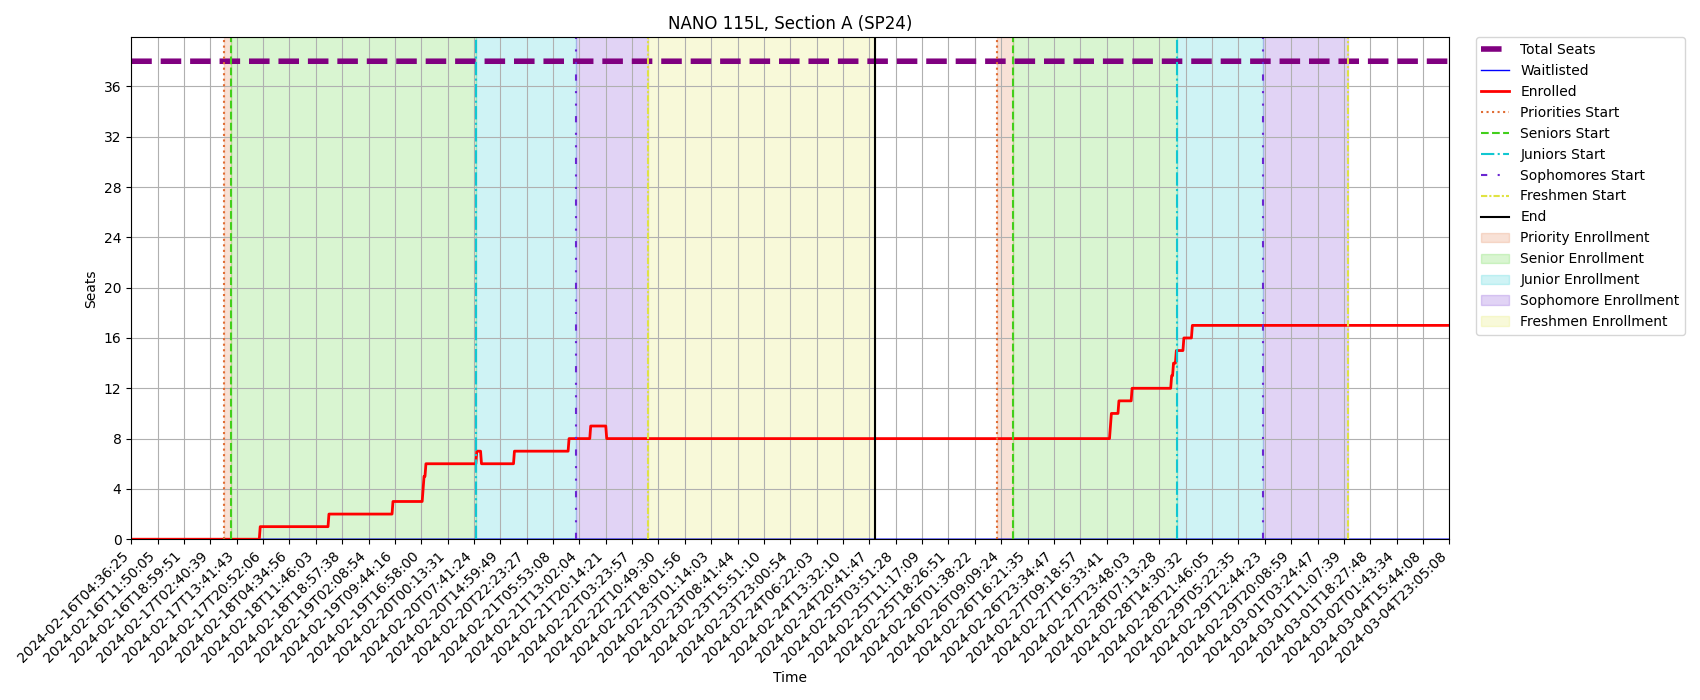 NANO 115L, Section A (SP24)
Seats
36
32
28
24
20
16
12
8
4
0
2024-02-16T04:36:25
2024-02-16T11:50:05
2024-02-16T18:59:51
2024-02-17T02:40:39
2024-02-17T13:41:43
2024-02-17T20:52:06
2024-02-18T04:34:56
2024-02-18T11:46:03
2024-02-18T18:57:38
2024-02-19T02:08:54
2024-02-19T09:44:16
2024-02-19T16:58:00
2024-02-20T00:13:31
2024-02-20T07:41:24
2024-02-20T14:59:49
2024-02-20T22:23:27
2024-02-21T05:53:08
2024-02-21T13:02:04
2024-02-21T20:14:21
2024-02-22T03:23:57
2024-02-22T10:49:30
2024-02-22T18:01:56
2024-02-23T01:14:03
2024-02-23T08:41:44
2024-02-23T15:51:10
2024-02-23T23:00:54
2024-02-24T06:22:03
2024-02-24T13:32:10
2024-02-24T20:41:47
2024-02-25T03:51:28
2024-02-25T11:17:09
2024-02-25T18:26:51
2024-02-26T01:38:22
2024-02-26T09:09:24
2024-02-26T16:21:35
2024-02-26T23:34:47
2024-02-27T09:18:57
2024-02-27T16:33:41
2024-02-27T23:48:03
2024-02-28T07:13:28
2024-02-28T14:30:32
2024-02-28T21:46:05
2024-02-29T05:22:35
2024-02-29T12:44:23
2024-02-29T20:08:59
2024-03-01T03:24:47
2024-03-01T11:07:39
2024-03-01T18:27:48
2024-03-02T01:43:34
2024-03-04T15:44:08
2024-03-04T23:05:08
Time
Total Seats
Waitlisted
Enrolled
Priorities Start
Seniors Start
Juniors Start
Sophomores Start
Freshmen Start
End
Priority Enrollment
Senior Enrollment
Junior Enrollment
Sophomore Enrollment
Freshmen Enrollment